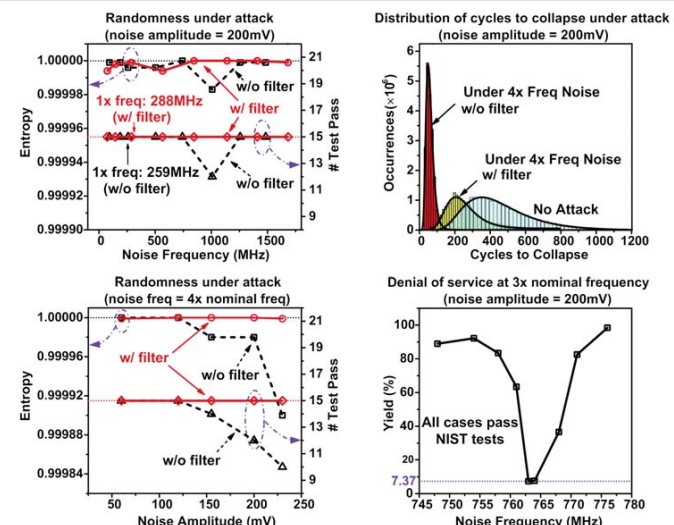 Randomness under attack
(noise amplitude = 200mV)
1.00000
0.99998
0.99996
0.99994
0.99992
0.99990
Entropy
21
19
17
15
13
11
9
# Test Pass
w/o filter
1x freq: 288MHz
(w/ filter)
w/ filter
1x freq: 259MHz
(w/o filter)
w/o filter
0
500
1000
1500
Noise Frequency (MHz)
Distribution of cycles to collapse under attack
(noise amplitude = 200mV)
6
5
4
3
2
1
0
Occurrences (×10⁶)
Under 4x Freq Noise
w/o filter
Under 4x Freq Noise
w/ filter
No Attack
0
200
400
600
800
1000
1200
Cycles to Collapse
Randomness under attack
(noise freq = 4x nominal freq)
1.00000
0.99996
0.99992
0.99988
0.99984
Entropy
21
19
17
15
13
11
9
# Test Pass
w/ filter
w/o filter
w/o filter
50
100
150
200
250
Noise Amplitude (mV)
Denial of service at 3x nominal frequency
(noise amplitude = 200mV)
100
80
60
40
20
7.37
0
Yield (%)
All cases pass
NIST tests
745
750
755
760
765
770
775
780
Noise Frequency (MHz)